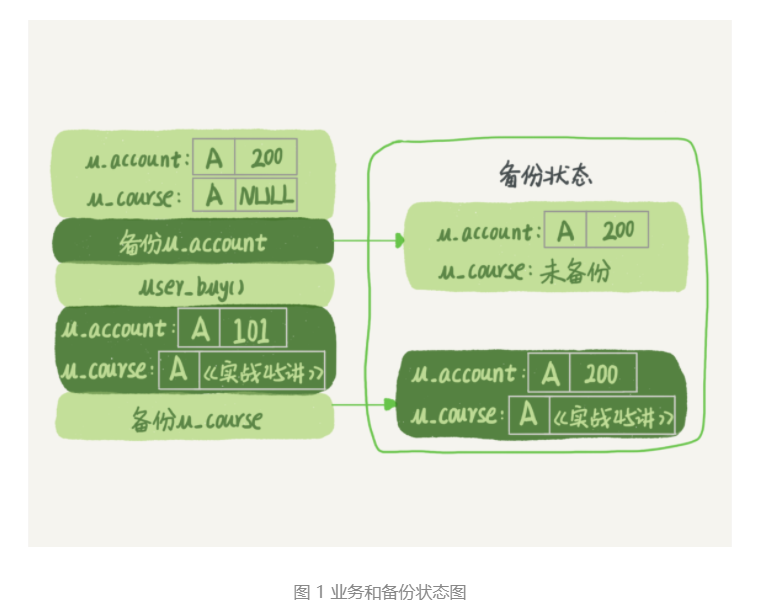 u_account: A 200
u_course: A NULL
备份u_account
user_buy()
u_account: A 101
u_course: A 《实战45讲》
备份u_course
备份状态
u_account: A 200
u_course: 未备份
u_account: A 200
u_course: A 《实战45讲》
图 1 业务和备份状态图